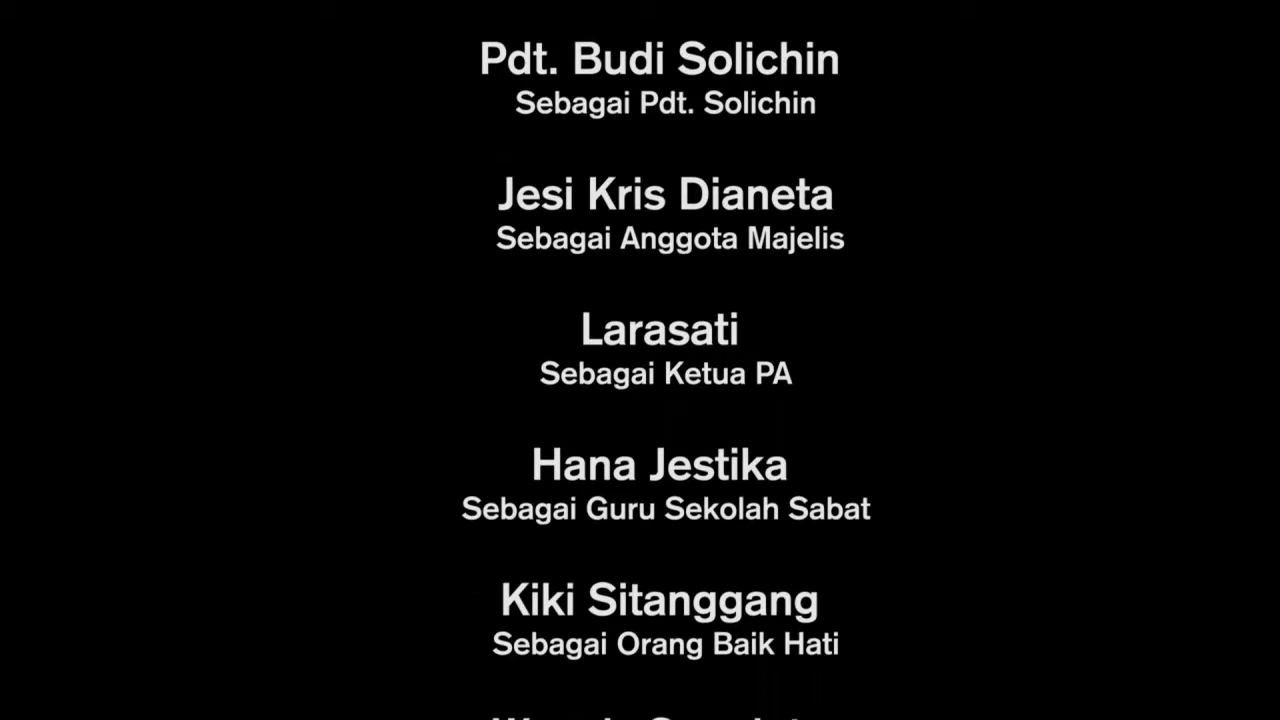 Pdt. Budi Solichin
Sebagai Pdt. Solichin
Jesi Kris Dianeta
Sebagai Anggota Majelis
Larasati
Sebagai Ketua PA
Hana Jestika
Sebagai Guru Sekolah Sabat
Kiki Sitanggang
Sebagai Orang Baik Hati